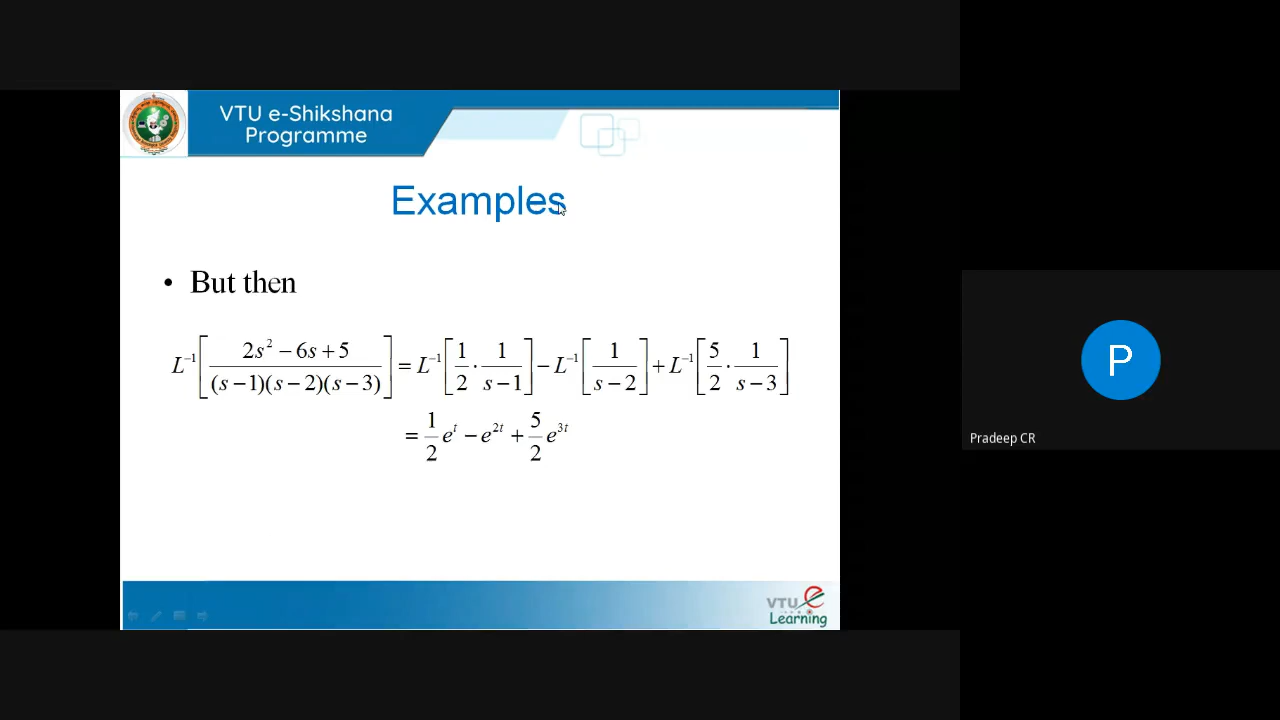 VTU e-Shikshana
Programme
Examples
• But then
L⁻¹[(2s² − 6s + 5)/((s−1)(s−2)(s−3))] = L⁻¹[1/2 · 1/(s−1)] − L⁻¹[1/(s−2)] + L⁻¹[5/2 · 1/(s−3)]
= 1/2 eᵗ − e²ᵗ + 5/2 e³ᵗ
P
Pradeep CR
VTU e
Learning